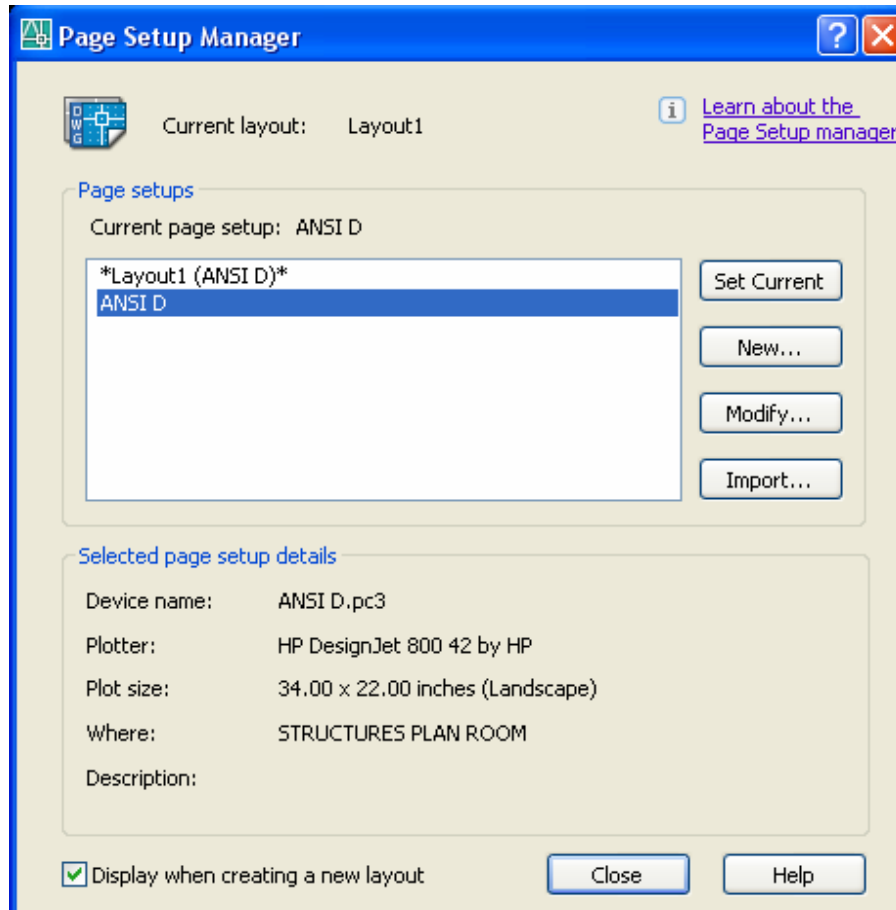 Page Setup Manager
Current layout: Layout1
Learn about the
Page Setup manager
Page setups
Current page setup: ANSI D
*Layout1 (ANSI D)*
ANSI D
Set Current
New...
Modify...
Import...
Selected page setup details
Device name: ANSI D.pc3
Plotter: HP DesignJet 800 42 by HP
Plot size: 34.00 x 22.00 inches (Landscape)
Where: STRUCTURES PLAN ROOM
Description:
Display when creating a new layout
Close
Help